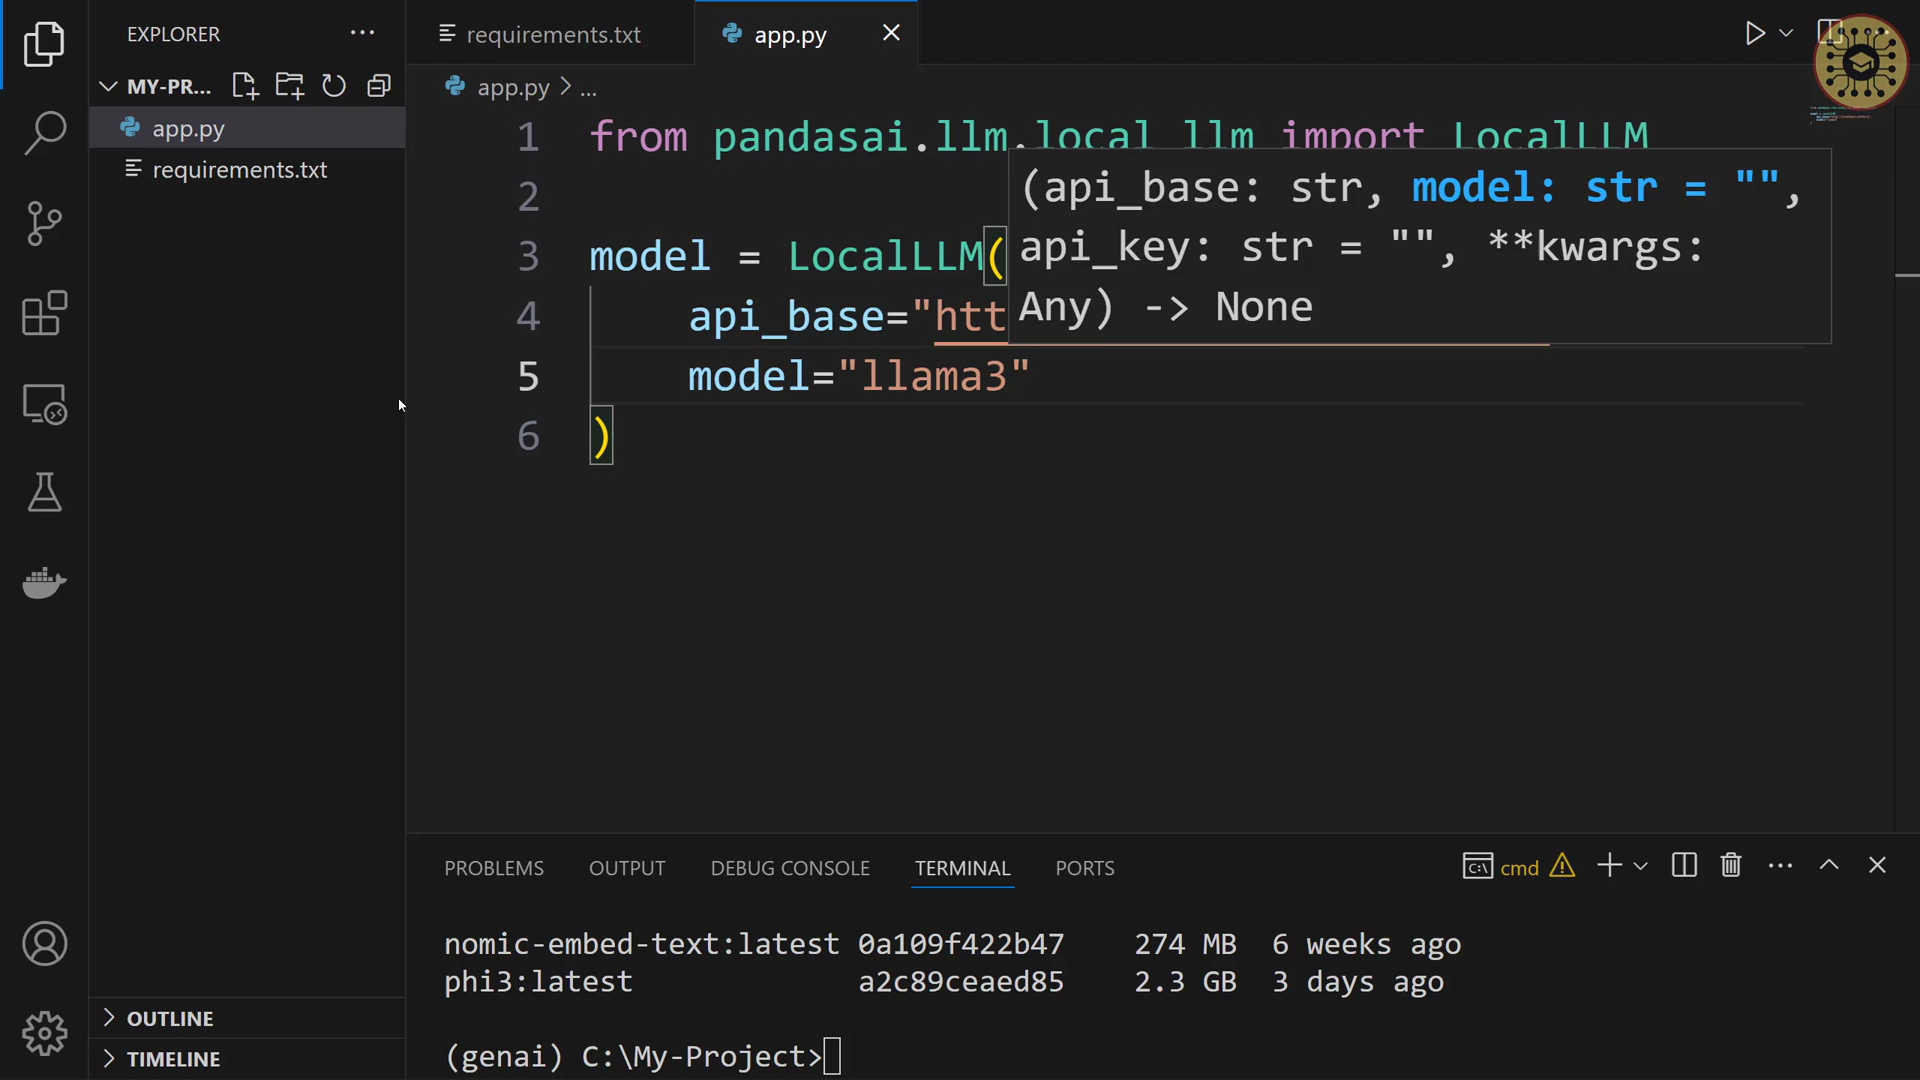 EXPLORER
requirements.txt
app.py
MY-PR...
app.py
requirements.txt
app.py > ...
1 from pandasai.llm.local_llm import LocalLLM
2
3 model = LocalLLM(
4 api_base="htt
5 model="llama3"
6 )
(api_base: str, model: str = "",
api_key: str = "", **kwargs:
Any) -> None
PROBLEMS OUTPUT DEBUG CONSOLE TERMINAL PORTS
cmd
nomic-embed-text:latest 0a109f422b47 274 MB 6 weeks ago
phi3:latest a2c89ceaed85 2.3 GB 3 days ago
(genai) C:\My-Project>
OUTLINE
TIMELINE